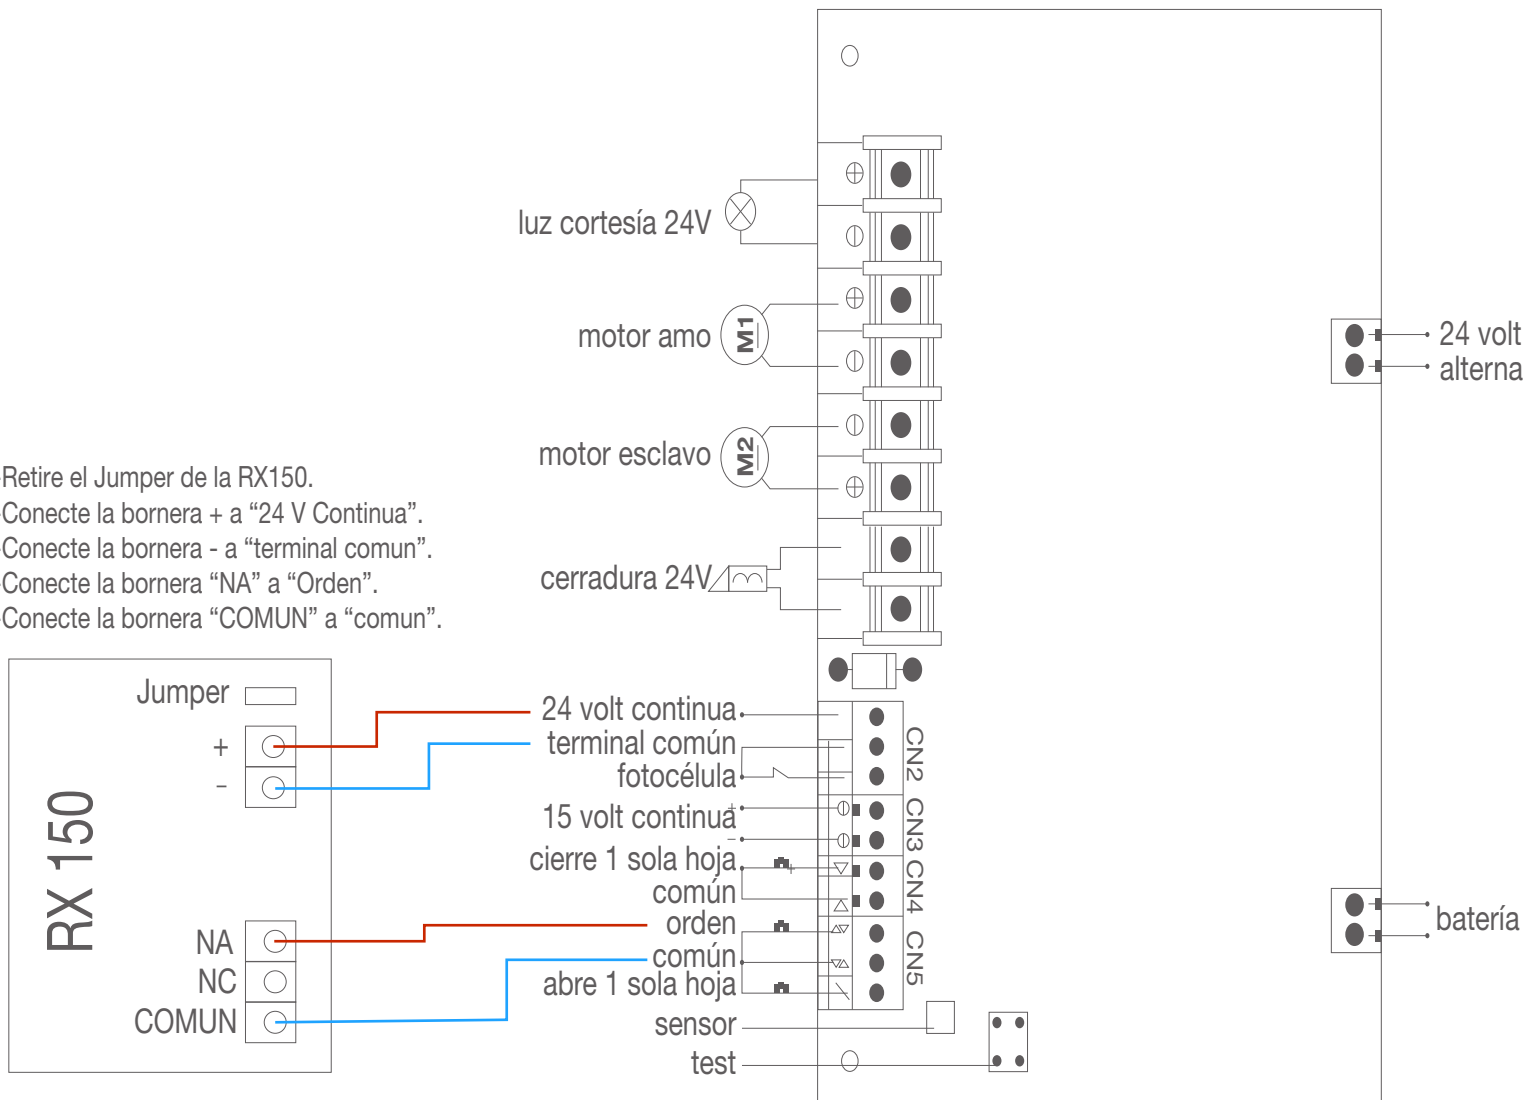 luz cortesía 24V
motor amo
M1
24 volt
alterna
motor esclavo
M2
-Retire el Jumper de la RX150.
-Conecte la bornera + a “24 V Continua”.
-Conecte la bornera - a “terminal comun”.
-Conecte la bornera “NA” a “Orden”.
-Conecte la bornera “COMUN” a “comun”.
cerradura 24V
Jumper
+
-
RX 150
NA
NC
COMUN
24 volt continua
terminal común
fotocélula
15 volt continua
+
-
cierre 1 sola hoja
+
común
orden
común
abre 1 sola hoja
sensor
test
CN2
CN3
CN4
CN5
batería